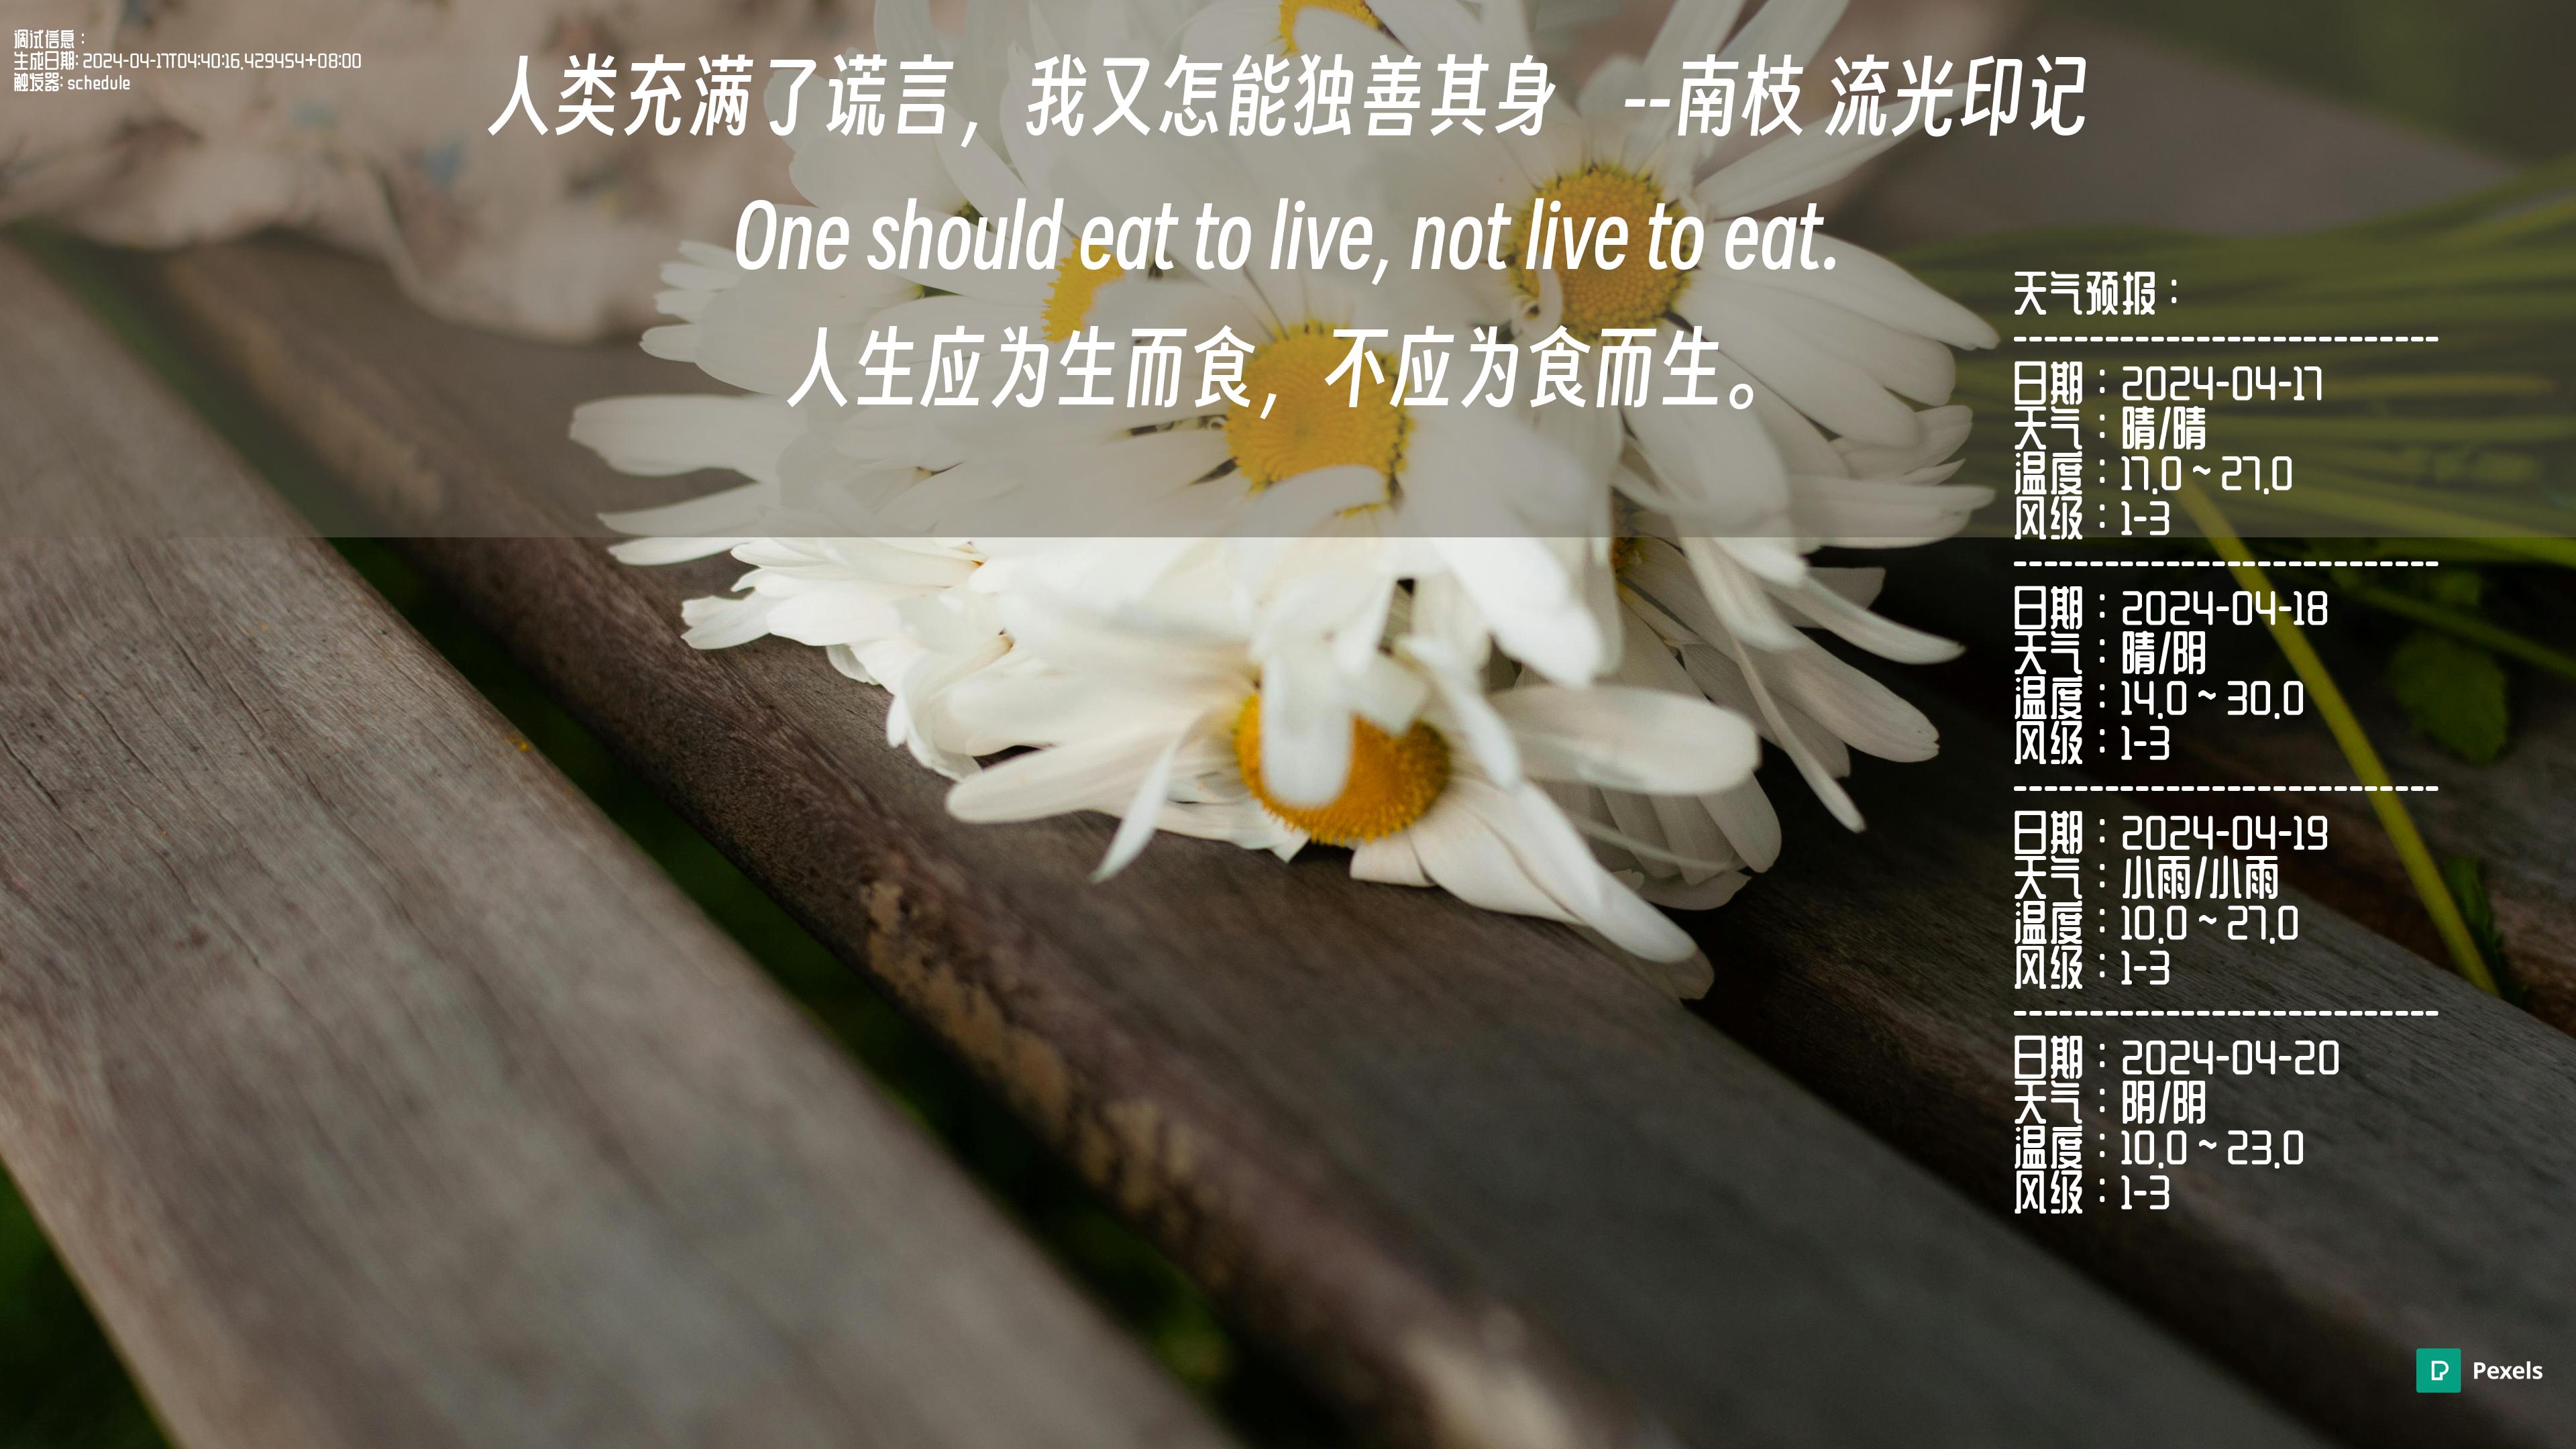 调试信息：
生成日期: 2024-04-17T04:40:16.429454+08:00
触发器: schedule
人类充满了谎言，我又怎能独善其身　--南枝 流光印记
One should eat to live, not live to eat.
人生应为生而食，不应为食而生。
天气预报：
----------------------------
日期：2024-04-17
天气：晴/晴
温度：17.0 ~ 27.0
风级：1-3
----------------------------
日期：2024-04-18
天气：晴/阴
温度：14.0 ~ 30.0
风级：1-3
----------------------------
日期：2024-04-19
天气：小雨/小雨
温度：10.0 ~ 27.0
风级：1-3
----------------------------
日期：2024-04-20
天气：阴/阴
温度：10.0 ~ 23.0
风级：1-3
Pexels